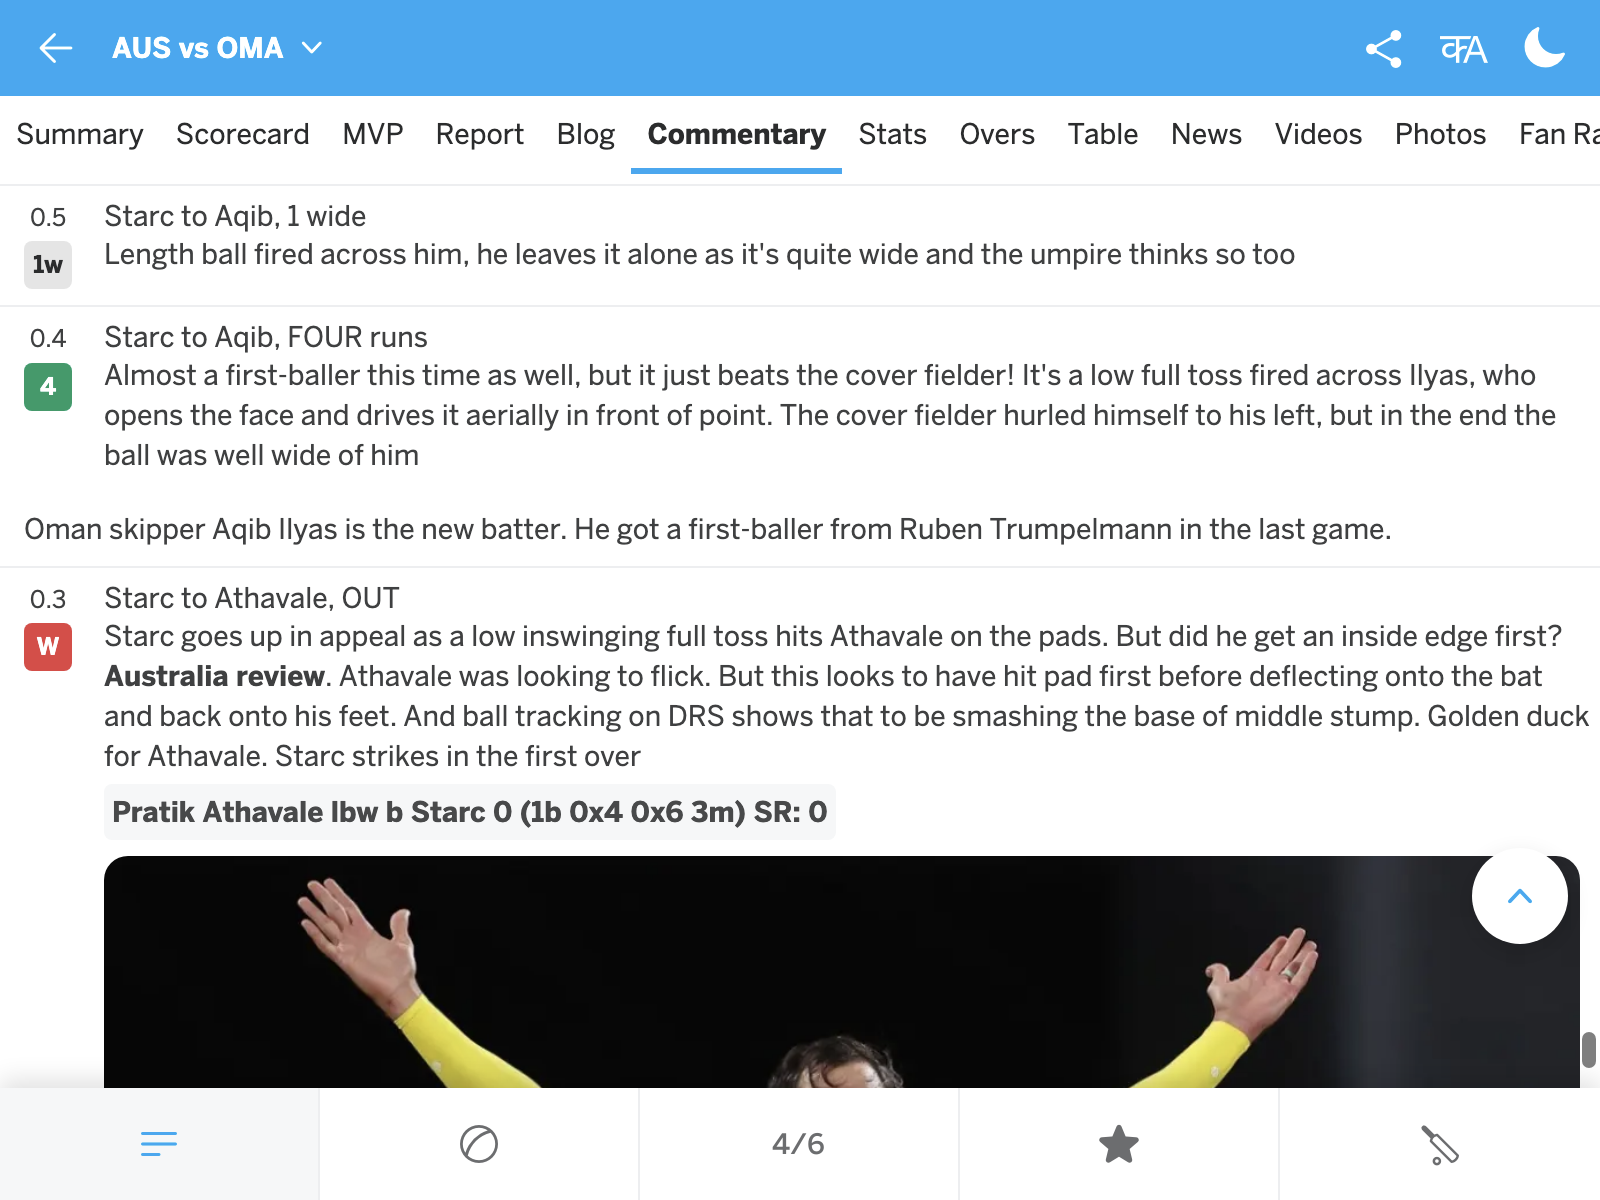 AUS vs OMA
क A
Summary Scorecard MVP Report Blog Commentary Stats Overs Table News Videos Photos Fan Ra
0.5 Starc to Aqib, 1 wide
1w Length ball fired across him, he leaves it alone as it's quite wide and the umpire thinks so too
0.4 Starc to Aqib, FOUR runs
4 Almost a first-baller this time as well, but it just beats the cover fielder! It's a low full toss fired across Ilyas, who
opens the face and drives it aerially in front of point. The cover fielder hurled himself to his left, but in the end the
ball was well wide of him
Oman skipper Aqib Ilyas is the new batter. He got a first-baller from Ruben Trumpelmann in the last game.
0.3 Starc to Athavale, OUT
W Starc goes up in appeal as a low inswinging full toss hits Athavale on the pads. But did he get an inside edge first?
Australia review. Athavale was looking to flick. But this looks to have hit pad first before deflecting onto the bat
and back onto his feet. And ball tracking on DRS shows that to be smashing the base of middle stump. Golden duck
for Athavale. Starc strikes in the first over
Pratik Athavale lbw b Starc 0 (1b 0x4 0x6 3m) SR: 0
4/6